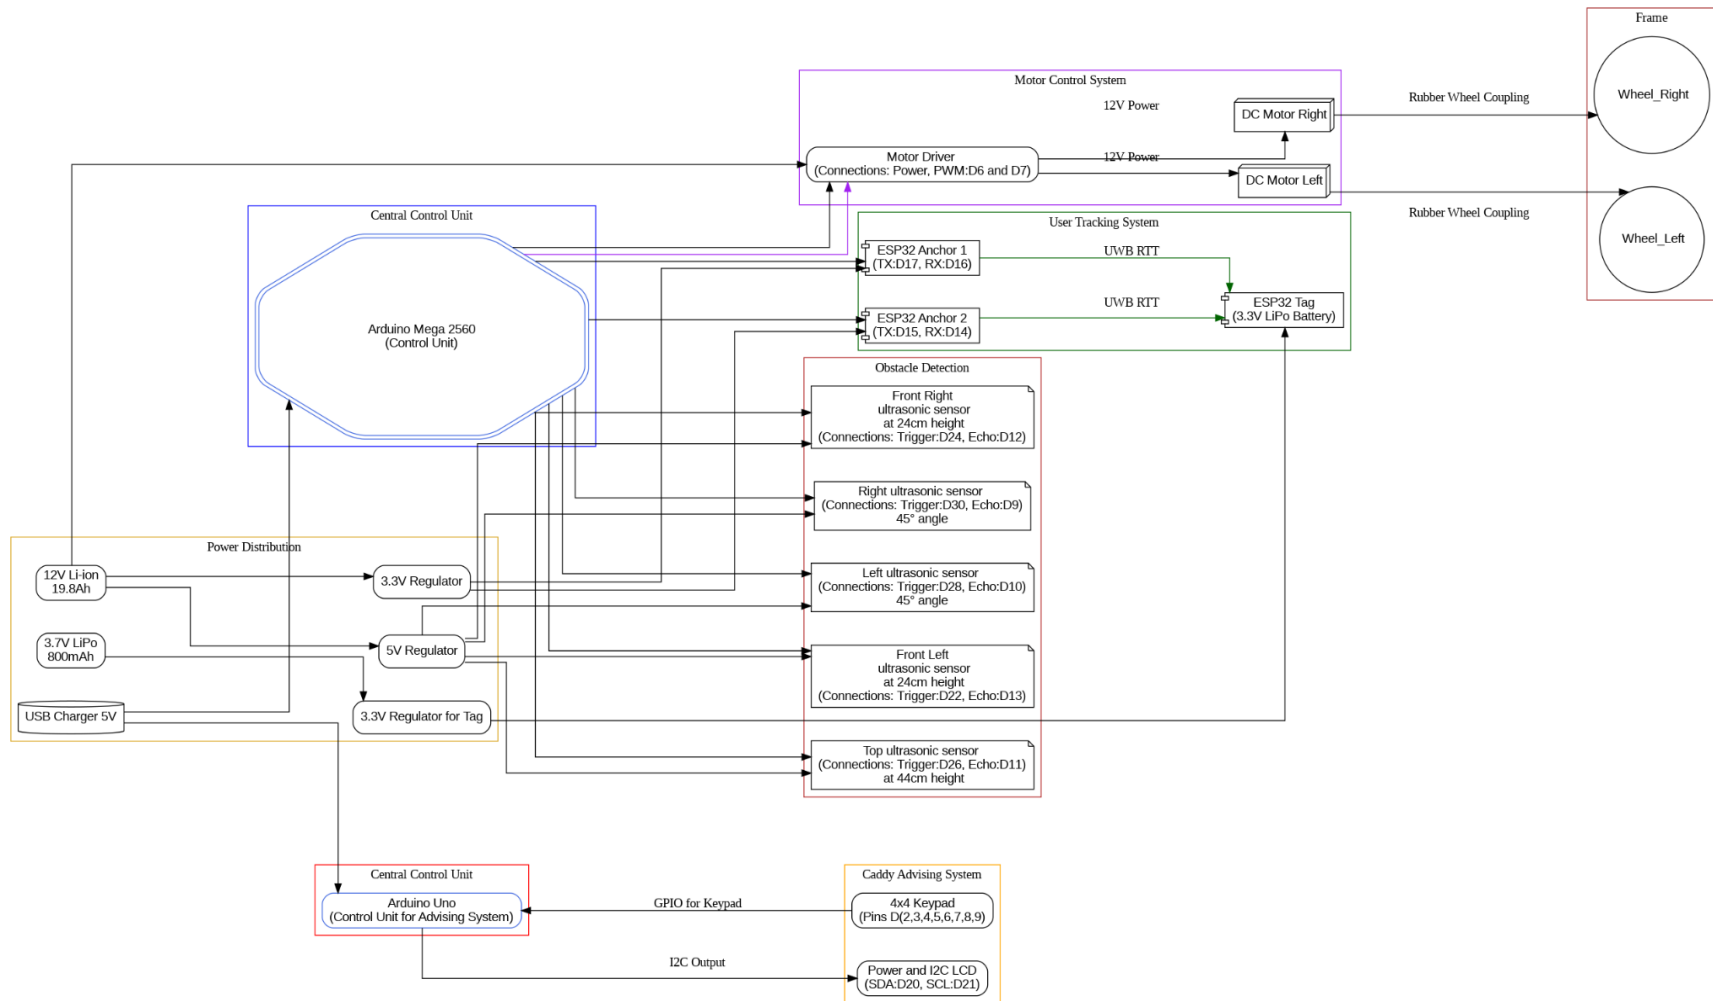 Frame
Wheel_Right
Wheel_Left
Motor Control System
12V Power
DC Motor Right
Rubber Wheel Coupling
Motor Driver
(Connections: Power, PWM:D6 and D7)
12V Power
DC Motor Left
Rubber Wheel Coupling
Central Control Unit
Arduino Mega 2560
(Control Unit)
User Tracking System
ESP32 Anchor 1
(TX:D17, RX:D16)
UWB RTT
ESP32 Anchor 2
(TX:D15, RX:D14)
UWB RTT
ESP32 Tag
(3.3V LiPo Battery)
Obstacle Detection
Front Right
ultrasonic sensor
at 24cm height
(Connections: Trigger:D24, Echo:D12)
Right ultrasonic sensor
(Connections: Trigger:D30, Echo:D9)
45° angle
Left ultrasonic sensor
(Connections: Trigger:D28, Echo:D10)
45° angle
Front Left
ultrasonic sensor
at 24cm height
(Connections: Trigger:D22, Echo:D13)
Top ultrasonic sensor
(Connections: Trigger:D26, Echo:D11)
at 44cm height
Power Distribution
12V Li-ion
19.8Ah
3.3V Regulator
3.7V LiPo
800mAh
5V Regulator
USB Charger 5V
3.3V Regulator for Tag
Central Control Unit
Arduino Uno
(Control Unit for Advising System)
GPIO for Keypad
I2C Output
Caddy Advising System
4x4 Keypad
(Pins D(2,3,4,5,6,7,8,9)
Power and I2C LCD
(SDA:D20, SCL:D21)